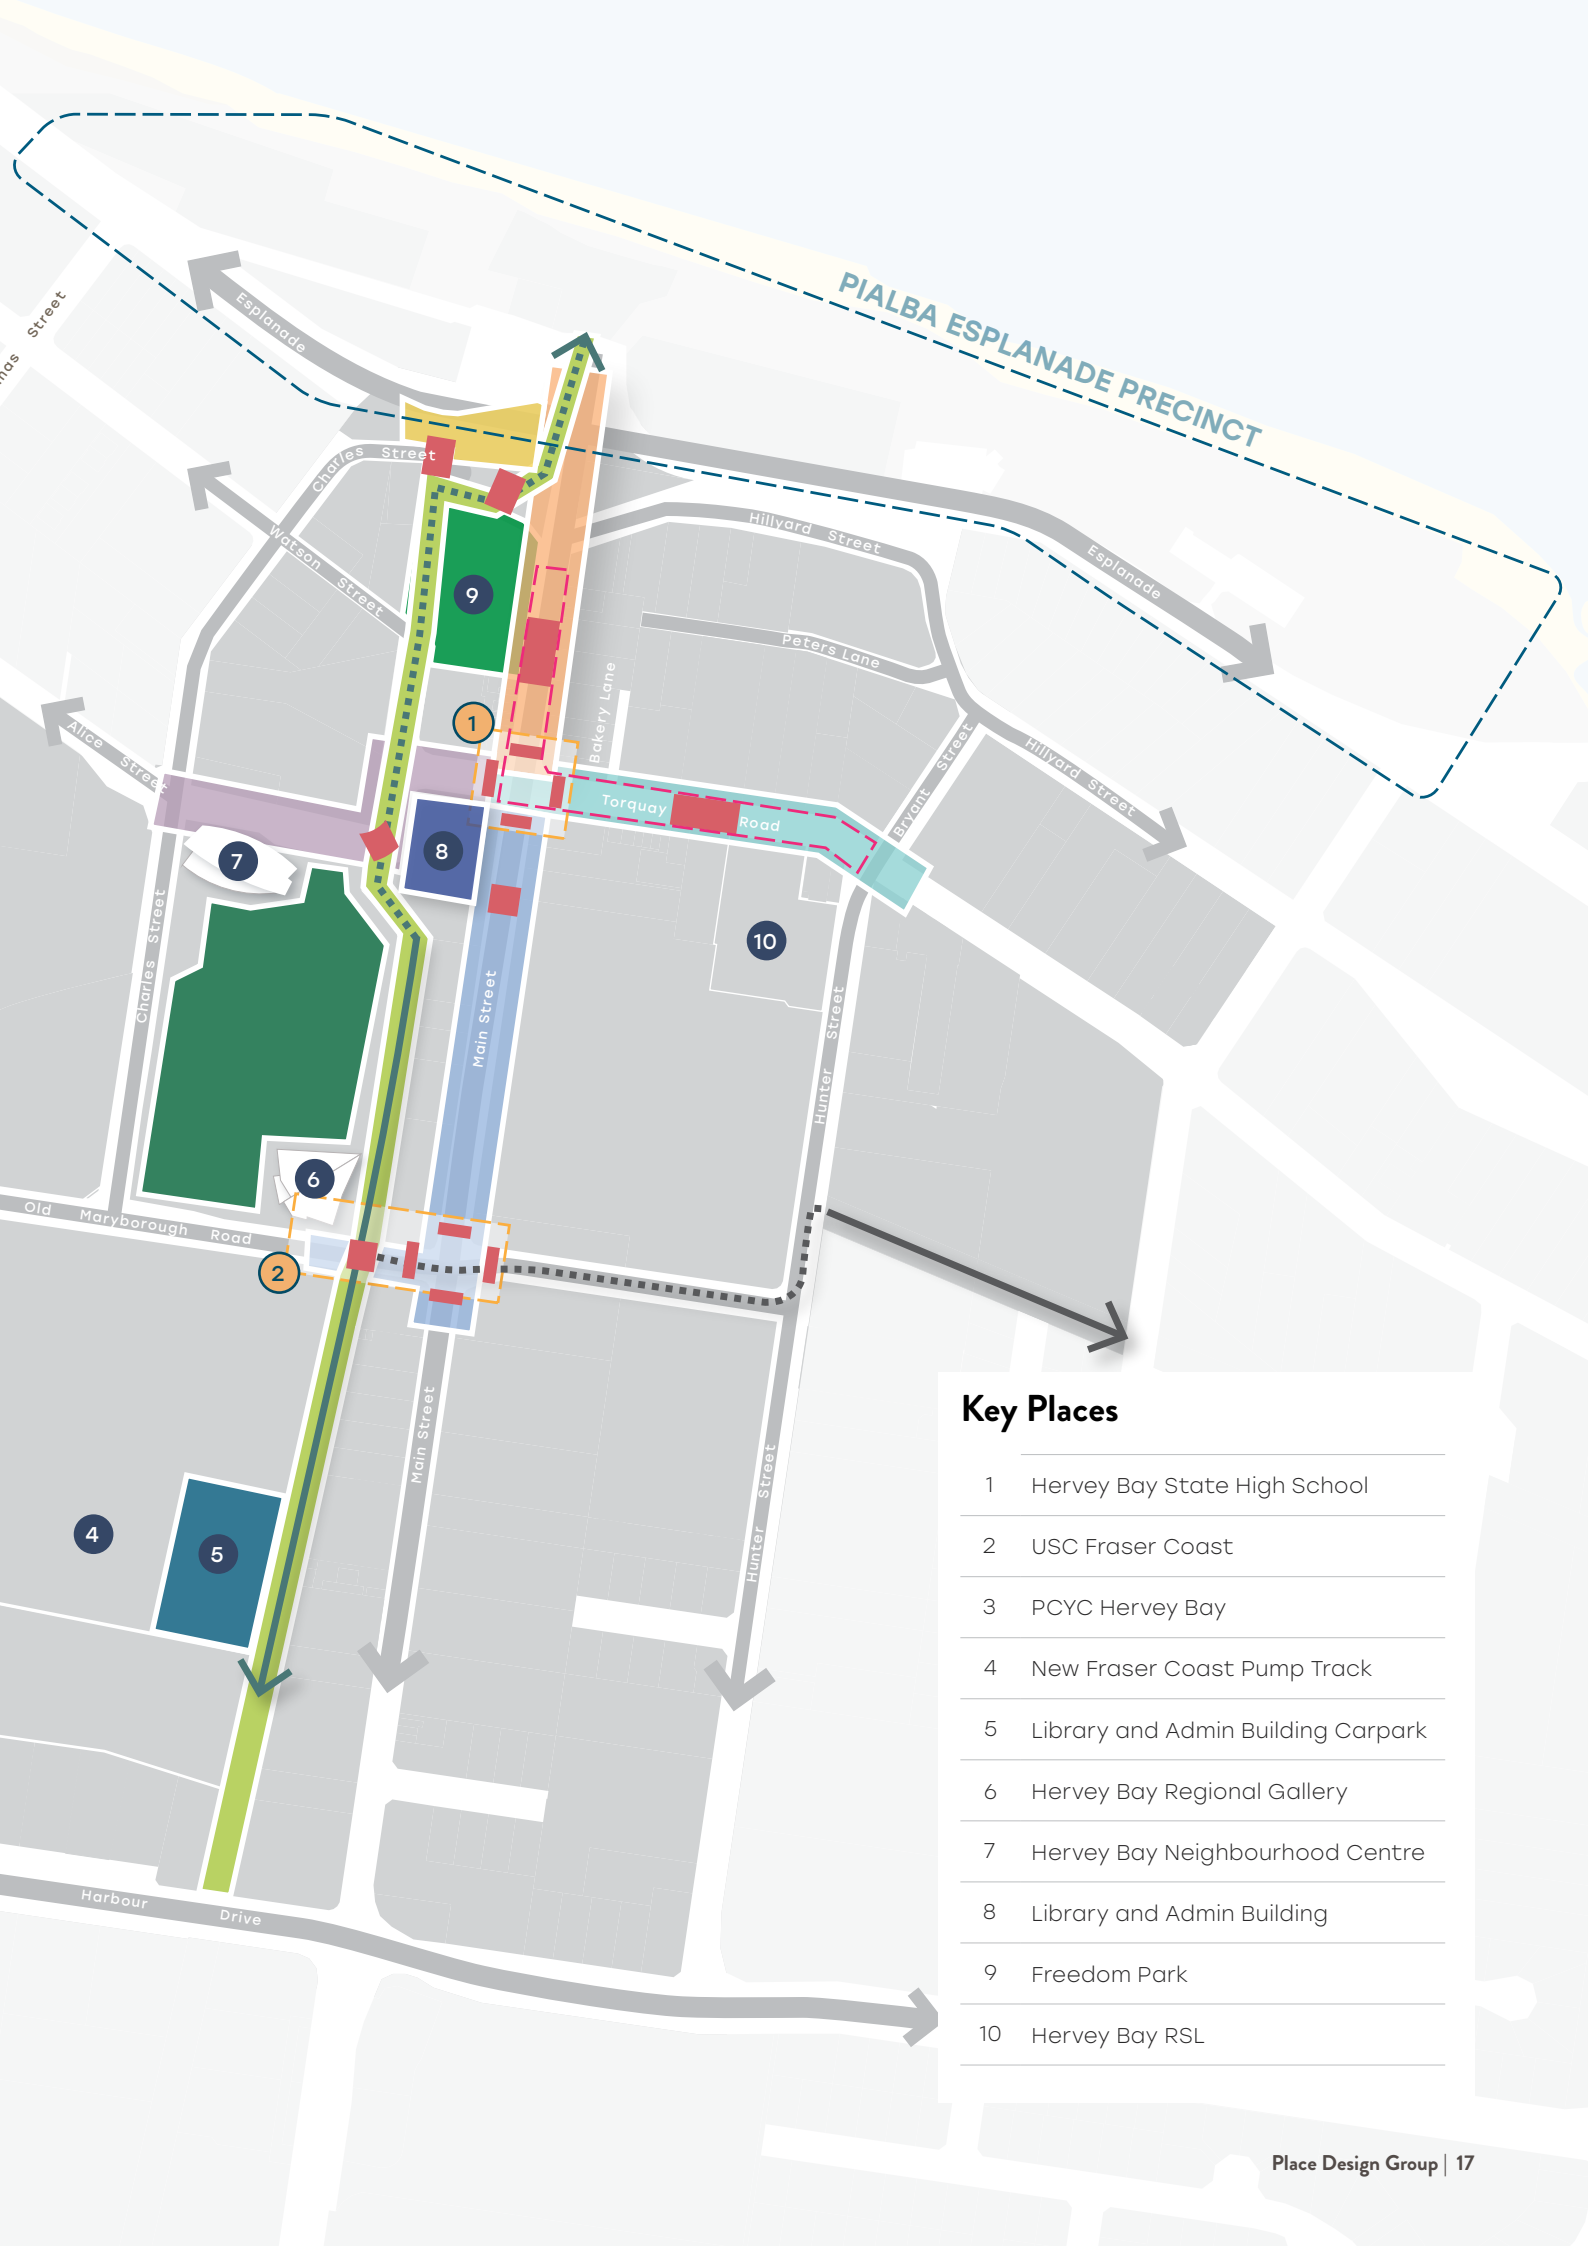 PIALBA ESPLANADE PRECINCT
Street
mas
Esplanade
Charles Street
Watson Street
Hillyard Street
Esplanade
9
Peters Lane
Bakery Lane
1
Alice Street
Bryant Street
Hillyard Street
Torquay Road
7
8
10
Charles Street
Main Street
Hunter Street
6
Old Maryborough Road
2
Main Street
Hunter Street
4
5
Harbour Drive
Key Places
1 Hervey Bay State High School
2 USC Fraser Coast
3 PCYC Hervey Bay
4 New Fraser Coast Pump Track
5 Library and Admin Building Carpark
6 Hervey Bay Regional Gallery
7 Hervey Bay Neighbourhood Centre
8 Library and Admin Building
9 Freedom Park
10 Hervey Bay RSL
Place Design Group | 17